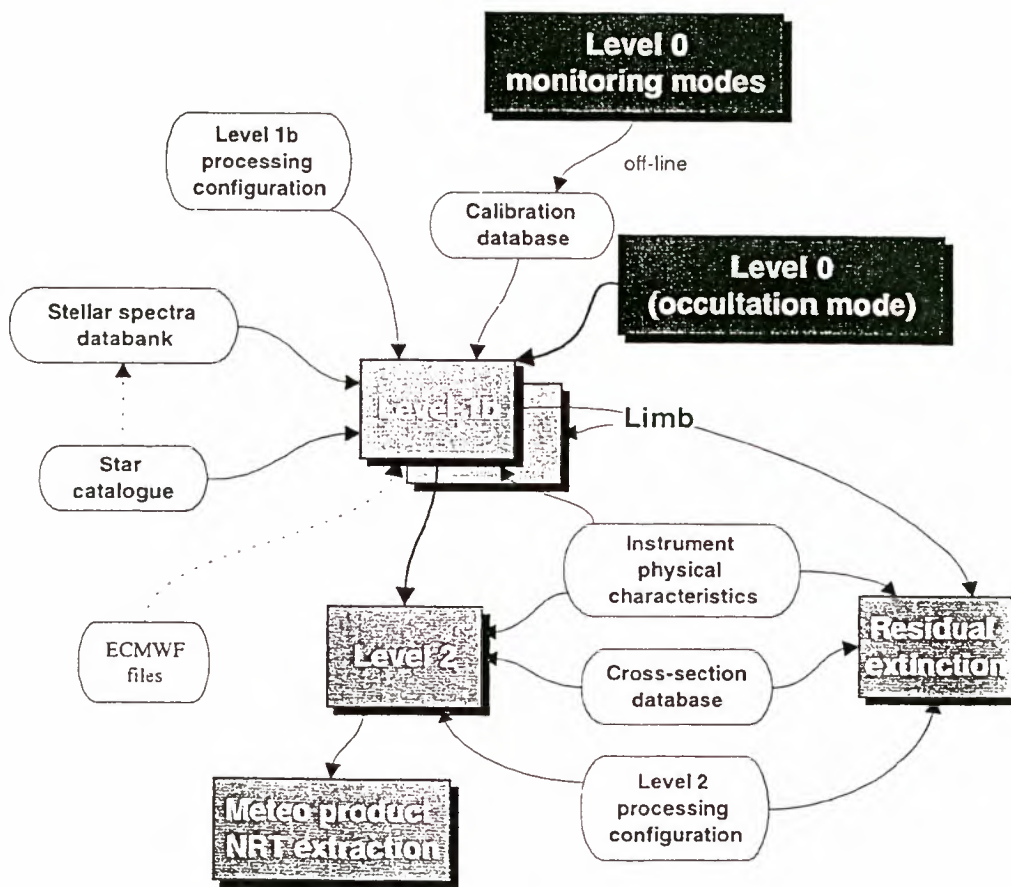 Level 0
monitoring modes
Level 1b
processing
configuration
off-line
Calibration
database
Level 0
(occultation mode)
Stellar spectra
databank
Level 1b
Limb
Star
catalogue
Instrument
physical
characteristics
ECMWF
files
Level 2
Residual
extinction
Cross-section
database
Level 2
processing
configuration
Meteo product
NRT extraction